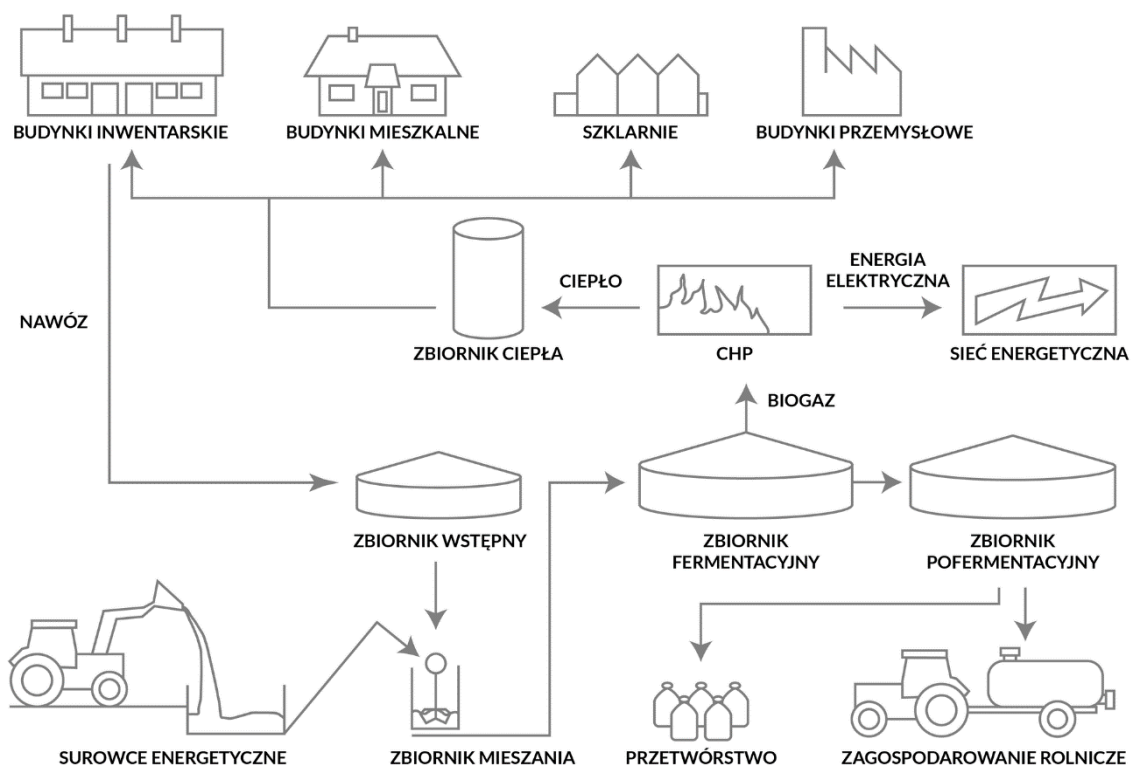 BUDYNKI INWENTARSKIE
BUDYNKI MIESZKALNE
SZKLARNIE
BUDYNKI PRZEMYSŁOWE
NAWÓZ
CIEPŁO
ENERGIA
ELEKTRYCZNA
ZBIORNIK CIEPŁA
CHP
SIEĆ ENERGETYCZNA
BIOGAZ
ZBIORNIK WSTĘPNY
ZBIORNIK
FERMENTACYJNY
ZBIORNIK
POFERMENTACYJNY
SUROWCE ENERGETYCZNE
ZBIORNIK MIESZANIA
PRZETWÓRSTWO
ZAGOSPODAROWANIE ROLNICZE